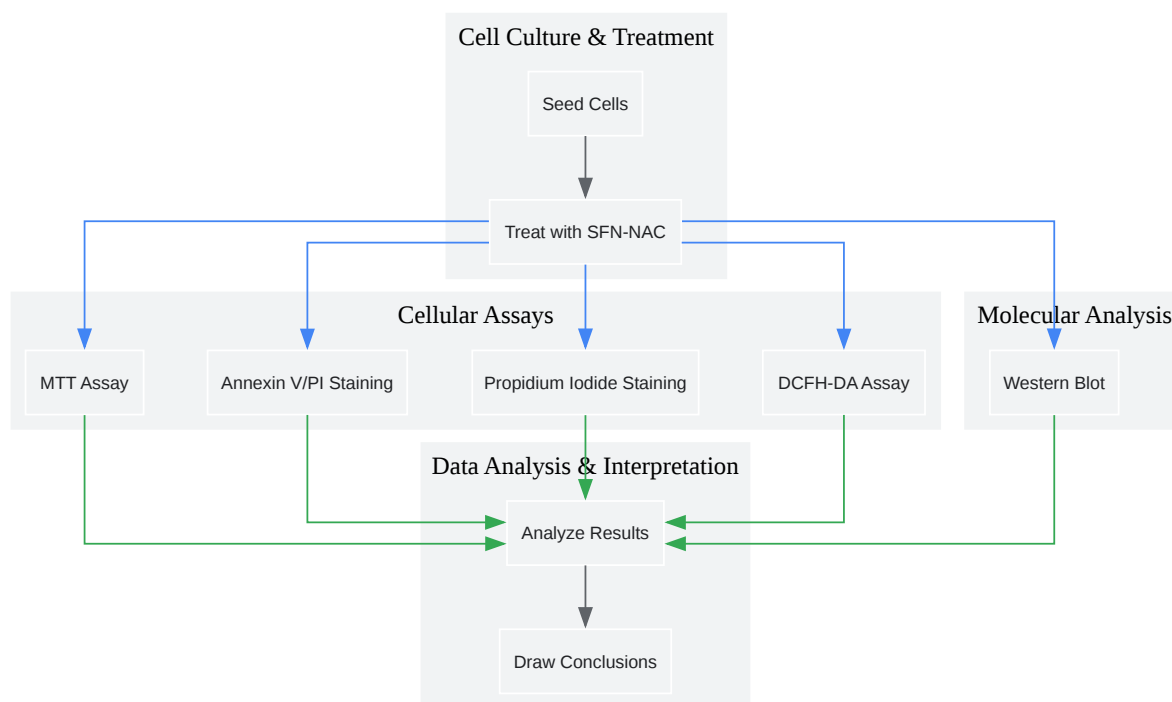 Cell Culture & Treatment
Seed Cells
Treat with SFN-NAC
Cellular Assays
Molecular Analysis
MTT Assay
Annexin V/PI Staining
Propidium Iodide Staining
DCFH-DA Assay
Western Blot
Data Analysis & Interpretation
Analyze Results
Draw Conclusions